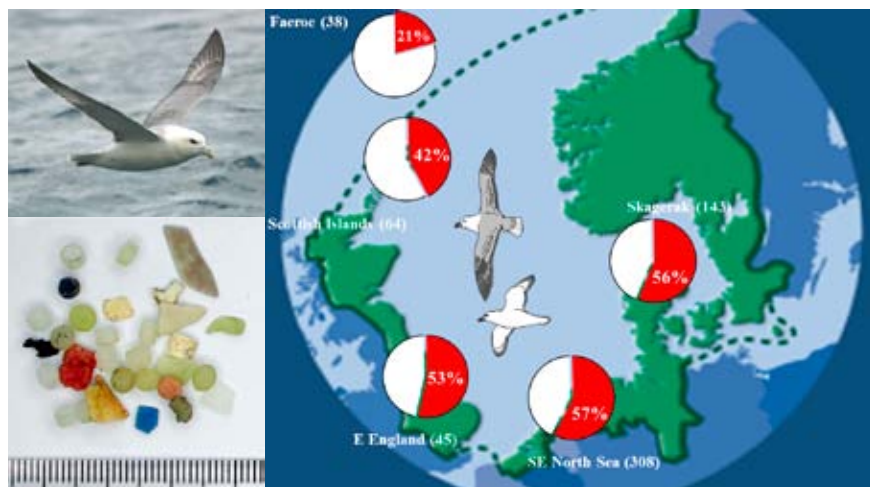 Faeroe (38)
21%
42%
Scottish Islands (64)
Skagerak (143)
56%
53%
E England (45)
57%
SE North Sea (308)